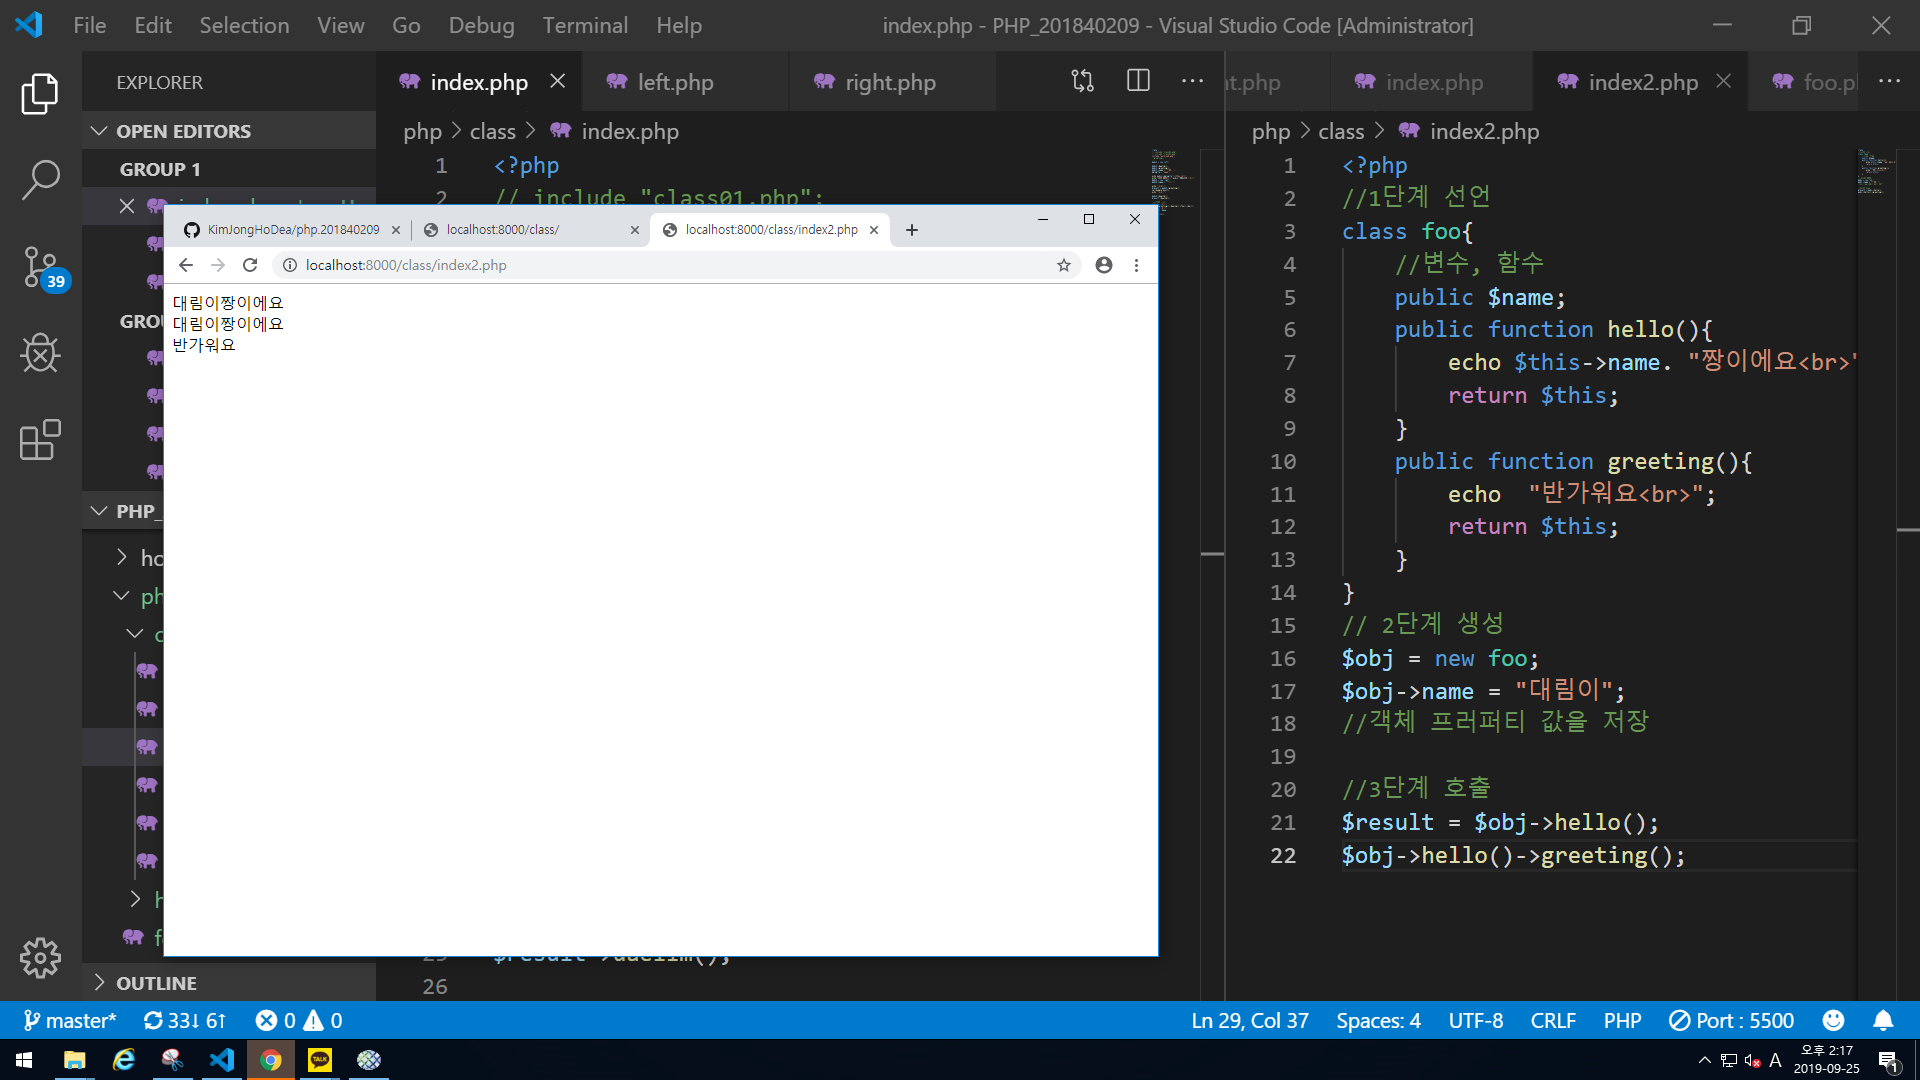 File Edit Selection View Go Debug Terminal Help
index.php - PHP_201840209 - Visual Studio Code [Administrator]
EXPLORER
OPEN EDITORS
GROUP 1
39
OUTLINE
index.php left.php right.php
php class index.php
1 <?php
2 // include "class01.php";
26
index.php index2.php
php class index2.php
1 <?php
2 //1단계 선언
3 class foo{
4 //변수, 함수
5 public $name;
6 public function hello(){
7 echo $this->name. "짱이에요<br>"
8 return $this;
9 }
10 public function greeting(){
11 echo  "반가워요<br>";
12 return $this;
13 }
14 }
15 // 2단계 생성
16 $obj = new foo;
17 $obj->name = "대림이";
18 //객체 프러퍼티 값을 저장
19
20 //3단계 호출
21 $result = $obj->hello();
22 $obj->hello()->greeting();
KimJongHoDea/php.201840209 localhost:8000/class/ localhost:8000/class/index2.php
localhost:8000/class/index2.php
대림이짱이에요
대림이짱이에요
반가워요
master* 33↓ 6↑ 0 0
Ln 29, Col 37 Spaces: 4 UTF-8 CRLF PHP Port : 5500
TALK
A
오후 2:17
2019-09-25
1